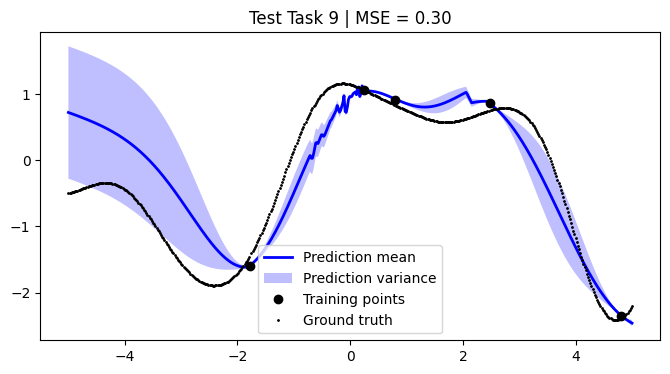 Test Task 9 | MSE = 0.30
1
0
−1
−2
Prediction mean
Prediction variance
Training points
Ground truth
−4
−2
0
2
4